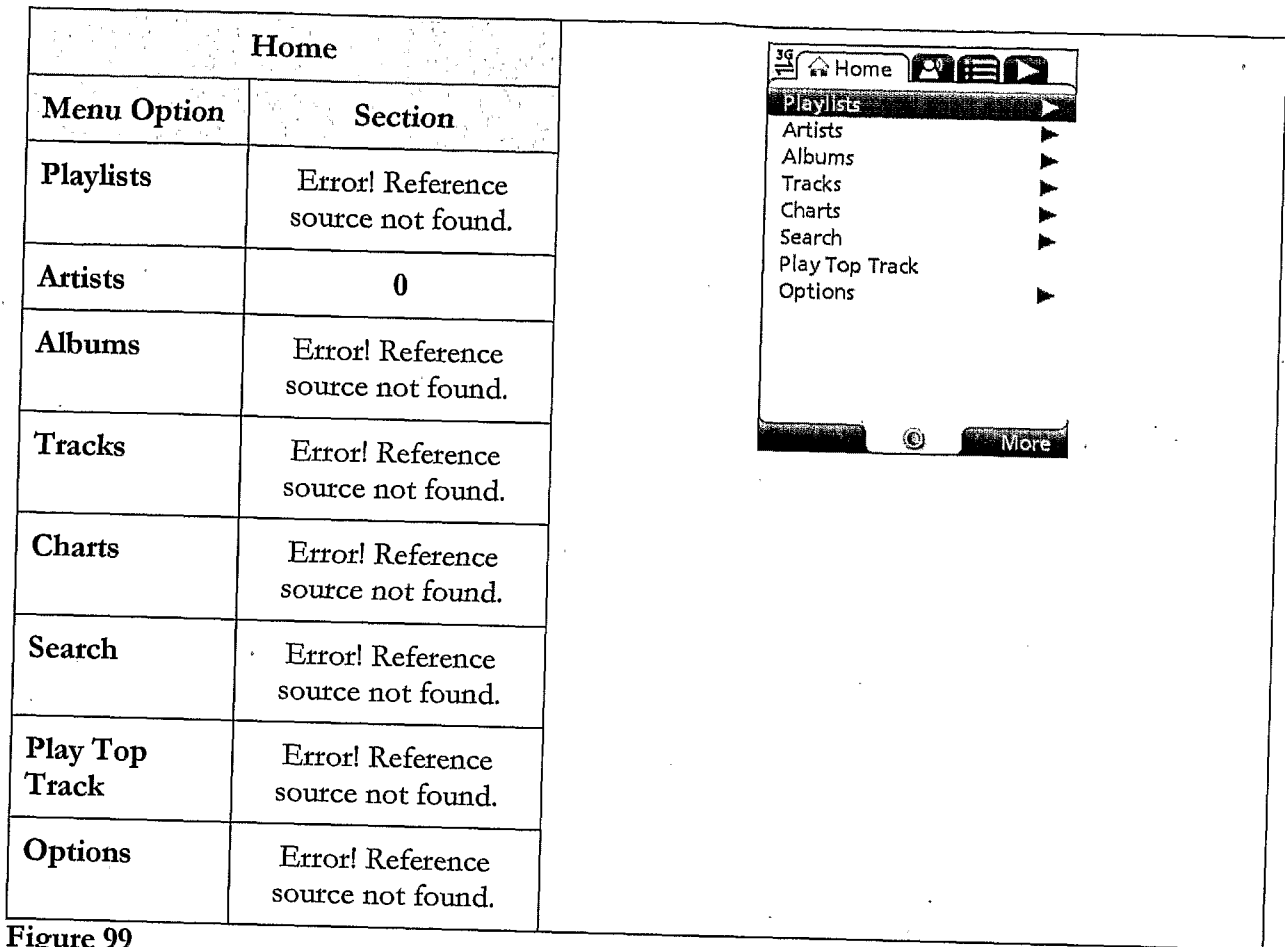 Home
Menu Option Section
Playlists Error! Reference
source not found.
Artists 0
Albums Error! Reference
source not found.
Tracks Error! Reference
source not found.
Charts Error! Reference
source not found.
Search Error! Reference
source not found.
Play Top
Track
Error! Reference
source not found.
Options Error! Reference
source not found.
3G Home
Playlists
Artists
Albums
Tracks
Charts
Search
Play Top Track
Options
More
Figure 99